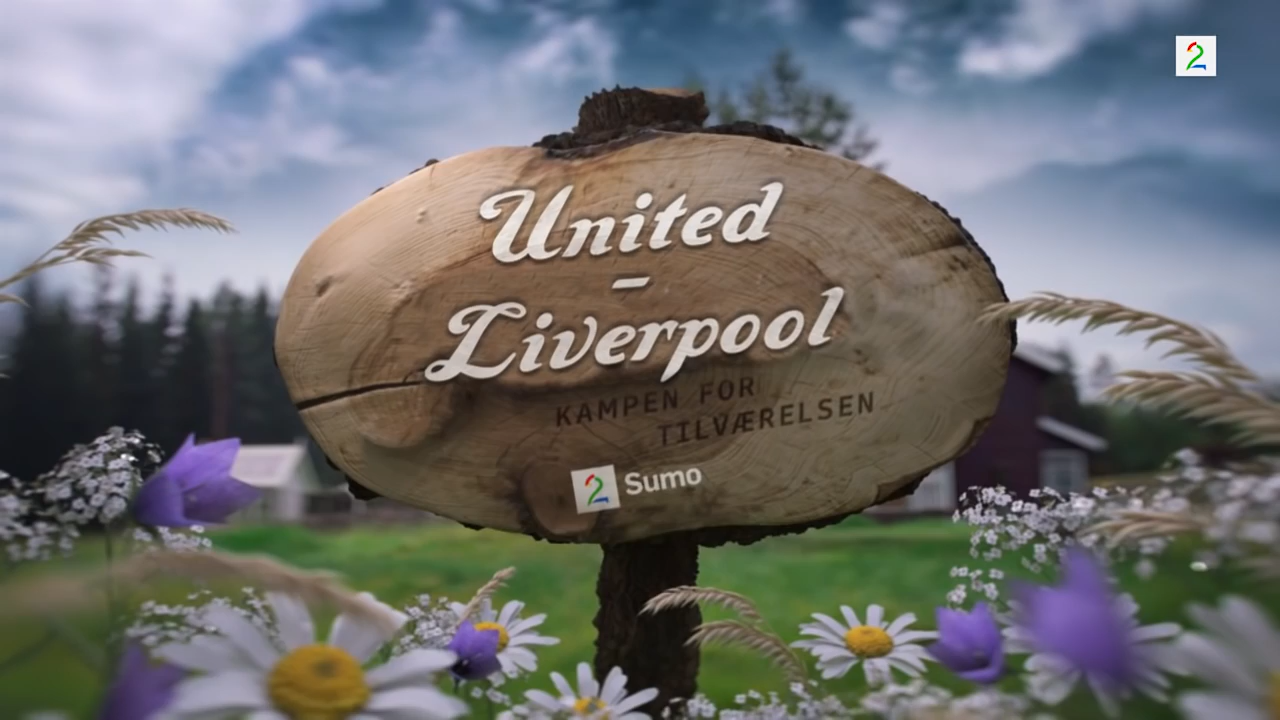 2
United
-
Liverpool
KAMPEN FOR
TILVÆRELSEN
2 Sumo